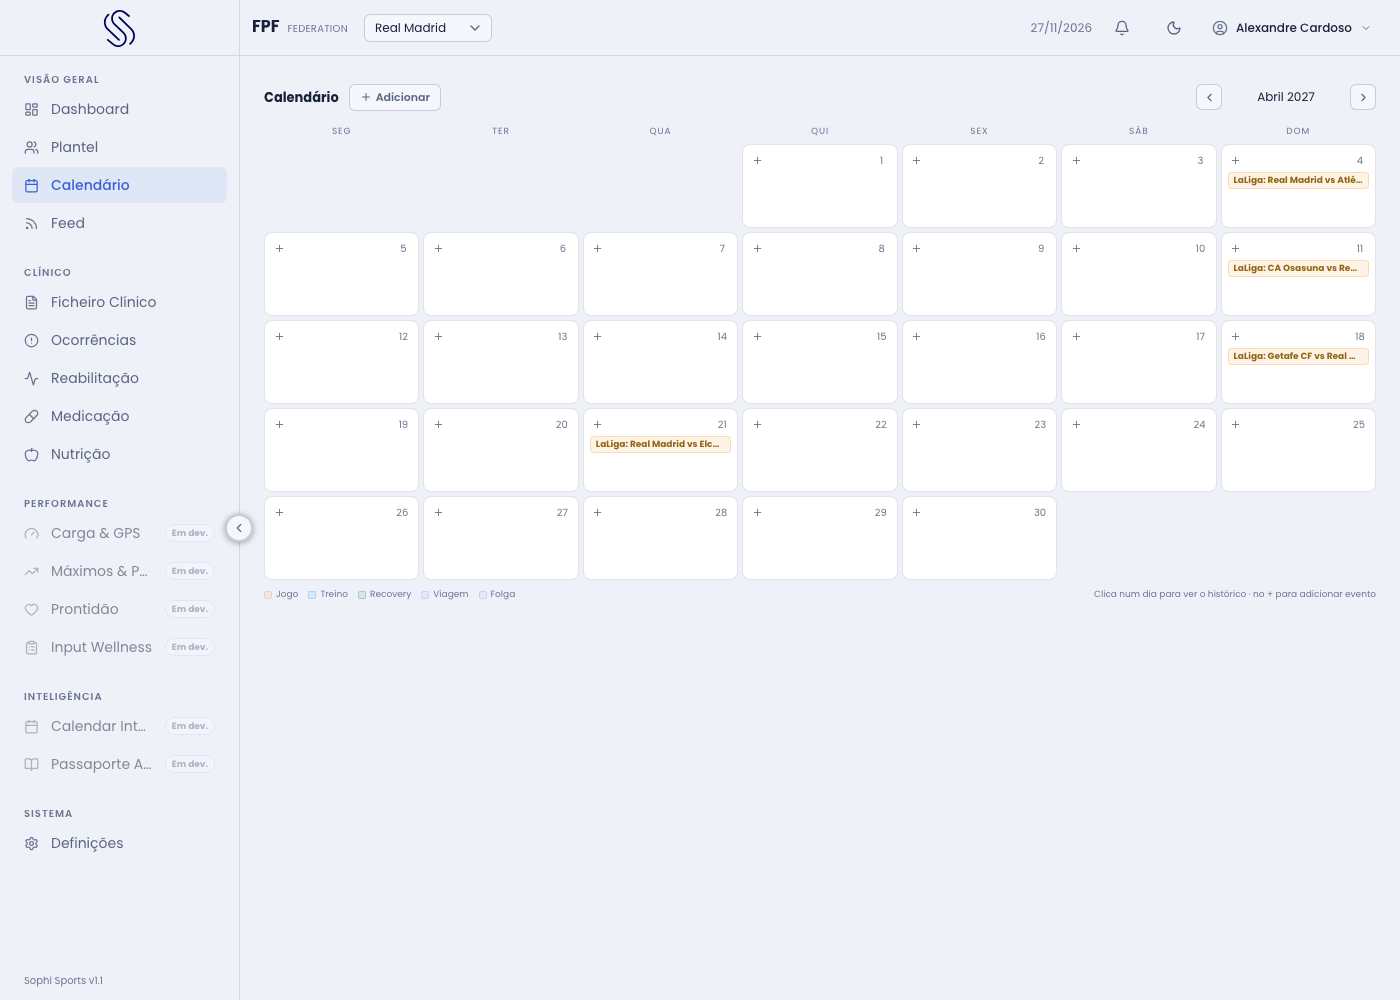 FPF FEDERATION Real Madrid 27/11/2026 Alexandre Cardoso
VISÃO GERAL
Dashboard
Plantel
Calendário
Feed
CLÍNICO
Ficheiro Clínico
Ocorrências
Reabilitação
Medicação
Nutrição
PERFORMANCE
Carga & GPS Em dev.
Máximos & P... Em dev.
Prontidão Em dev.
Input Wellness Em dev.
INTELIGÊNCIA
Calendar Int... Em dev.
Passaporte A... Em dev.
SISTEMA
Definições
Sophi Sports v1.1
Calendário + Adicionar Abril 2027
SEG TER QUA QUI SEX SÁB DOM
+ 1 + 2 + 3 + 4
LaLiga: Real Madrid vs Atlé...
+ 5 + 6 + 7 + 8 + 9 + 10 + 11
LaLiga: CA Osasuna vs Re...
+ 12 + 13 + 14 + 15 + 16 + 17 + 18
LaLiga: Getafe CF vs Real ...
+ 19 + 20 + 21 + 22 + 23 + 24 + 25
LaLiga: Real Madrid vs Elc...
+ 26 + 27 + 28 + 29 + 30
Jogo Treino Recovery Viagem Folga Clica num dia para ver o histórico · no + para adicionar evento